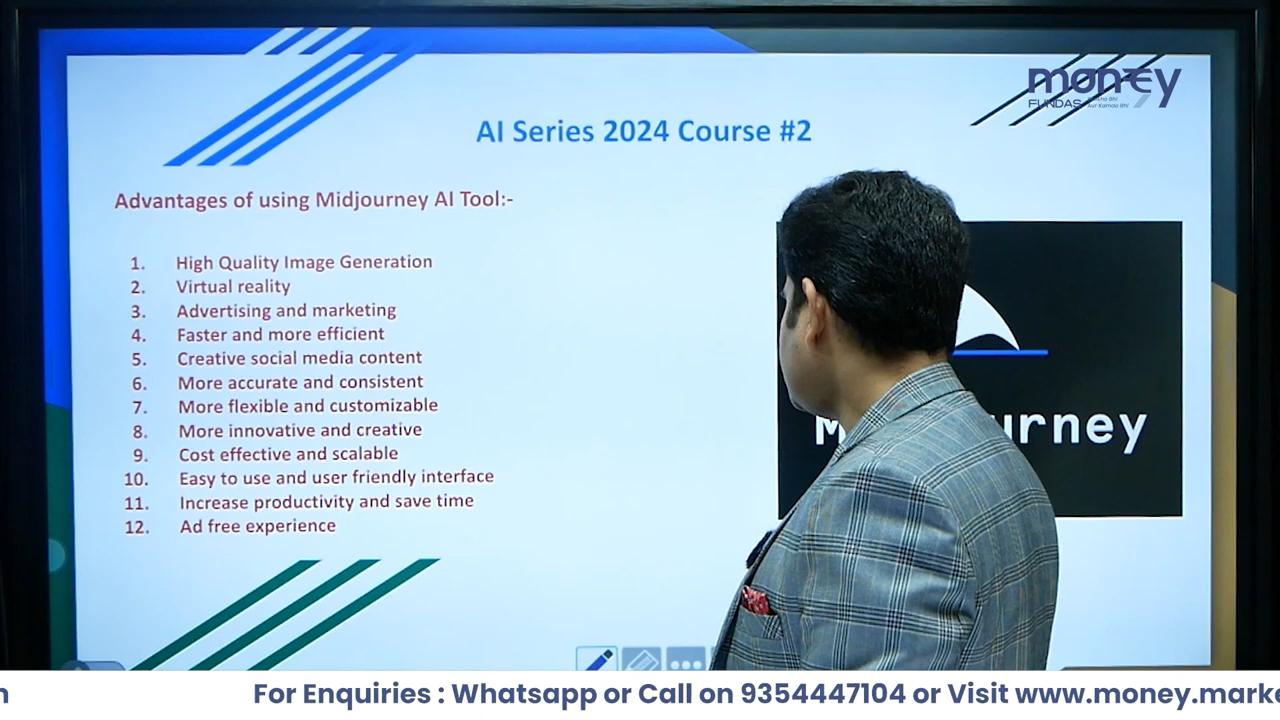 money
FUNDAS
AI Series 2024 Course #2
Advantages of using Midjourney AI Tool:-
1. High Quality Image Generation
2. Virtual reality
3. Advertising and marketing
4. Faster and more efficient
5. Creative social media content
6. More accurate and consistent
7. More flexible and customizable
8. More innovative and creative
9. Cost effective and scalable
10. Easy to use and user friendly interface
11. Increase productivity and save time
12. Ad free experience
For Enquiries : Whatsapp or Call on 9354447104 or Visit www.money.marke